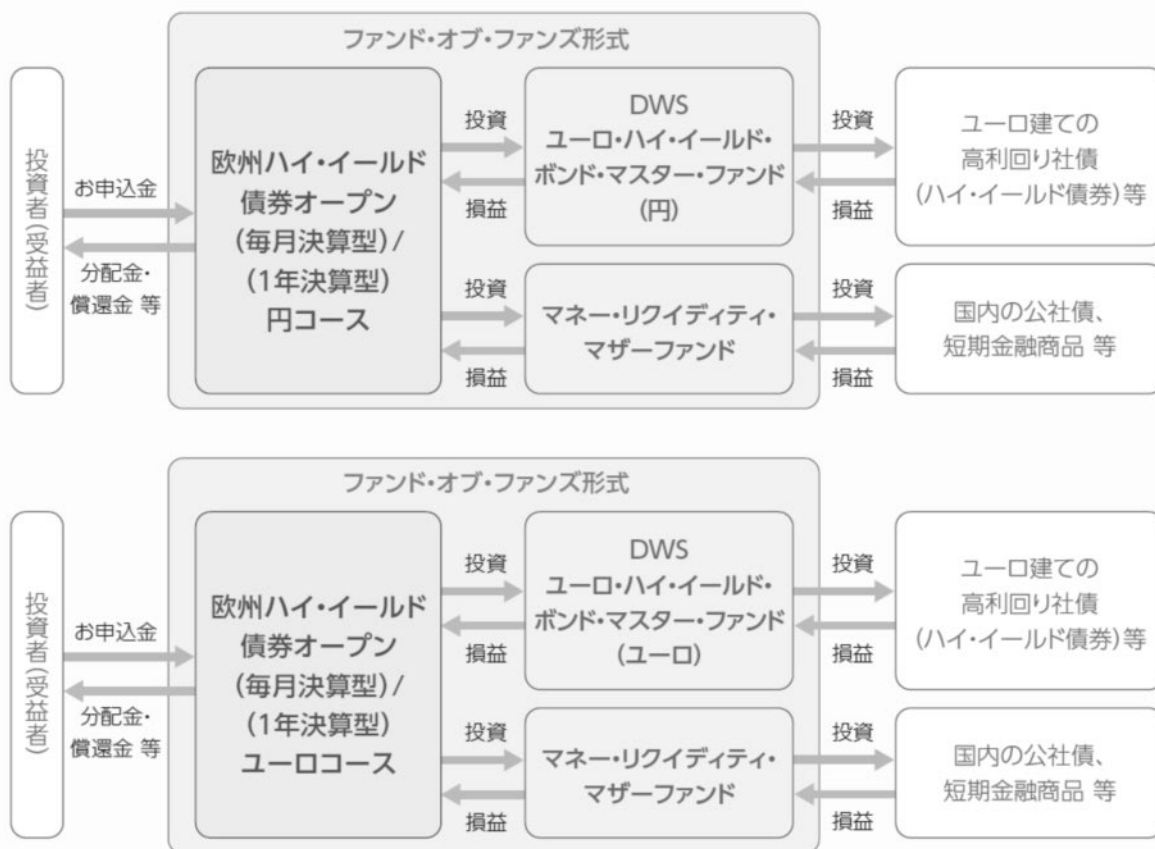 ファンド・オブ・ファンズ形式
投資者(受益者)
お申込金
分配金・
償還金 等
欧州ハイ・イールド
債券オープン
(毎月決算型)/
(1年決算型)
円コース
投資
損益
DWS
ユーロ・ハイ・イールド・
ボンド・マスター・ファンド
(円)
投資
損益
ユーロ建ての
高利回り社債
(ハイ・イールド債券)等
投資
損益
マネー・リクイディティ・
マザーファンド
投資
損益
国内の公社債、
短期金融商品 等
ファンド・オブ・ファンズ形式
投資者(受益者)
お申込金
分配金・
償還金 等
欧州ハイ・イールド
債券オープン
(毎月決算型)/
(1年決算型)
ユーロコース
投資
損益
DWS
ユーロ・ハイ・イールド・
ボンド・マスター・ファンド
(ユーロ)
投資
損益
ユーロ建ての
高利回り社債
(ハイ・イールド債券)等
投資
損益
マネー・リクイディティ・
マザーファンド
投資
損益
国内の公社債、
短期金融商品 等